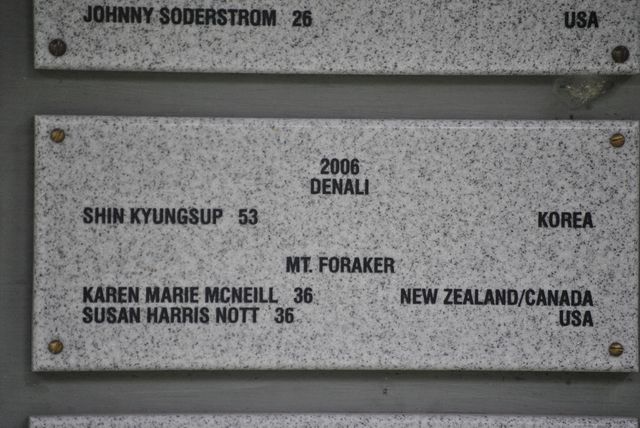 JOHNNY SODERSTROM 26 USA
2006
DENALI
SHIN KYUNGSUP 53 KOREA
MT. FORAKER
KAREN MARIE MCNEILL 36 NEW ZEALAND/CANADA
SUSAN HARRIS NOTT 36 USA